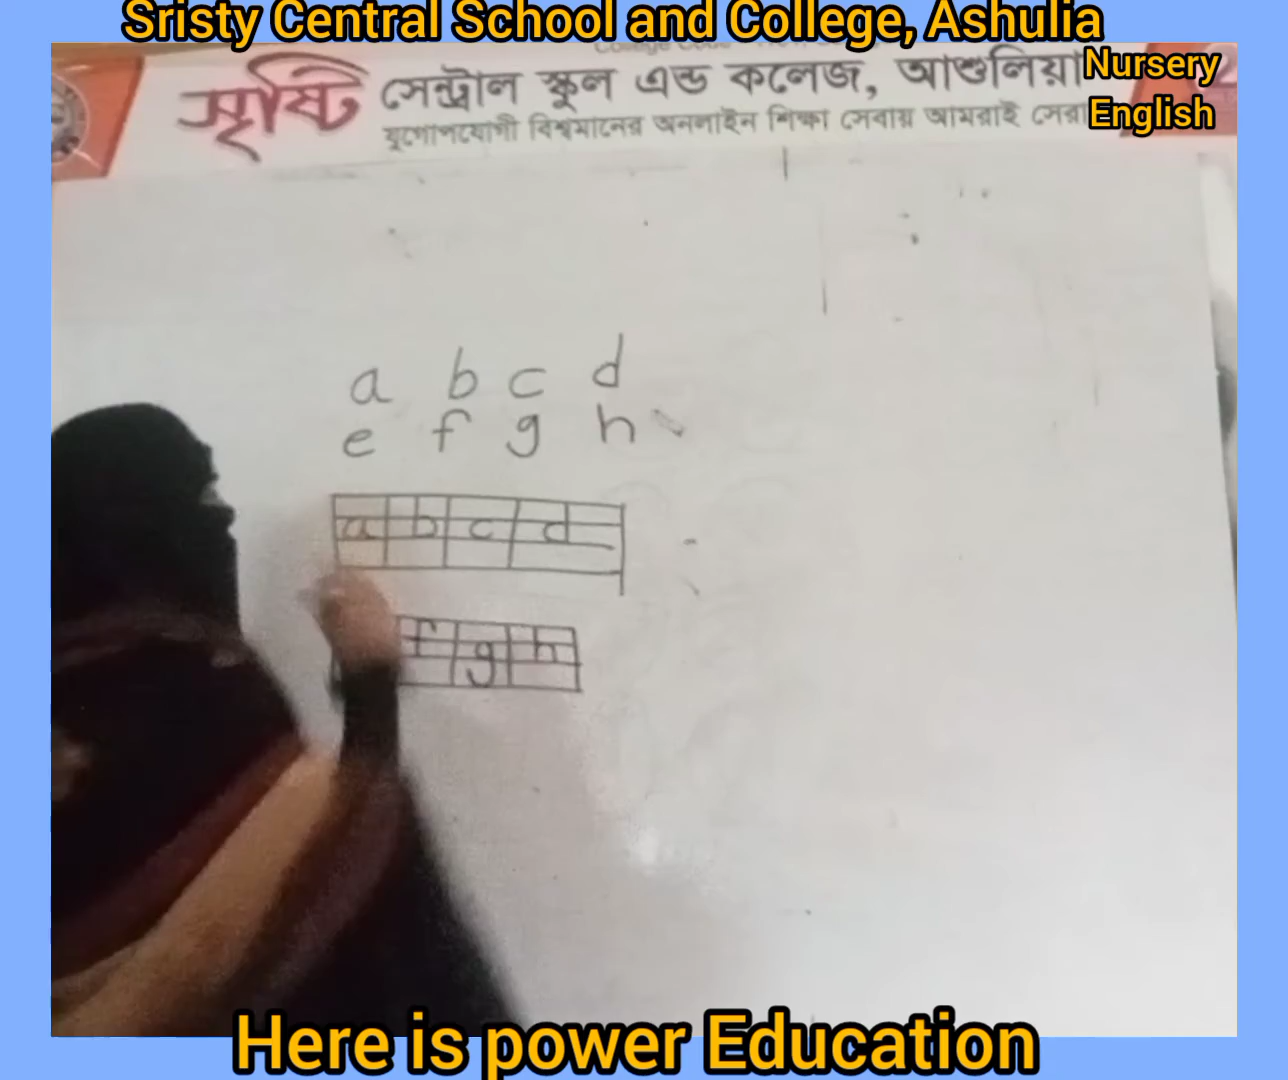 Sristy Central School and College, Ashulia
সৃষ্টি সেন্ট্রাল স্কুল এন্ড কলেজ, আশুলিয়া
Nursery
যুগোপযোগী বিশ্বমানের অনলাইন শিক্ষা সেবায় আমরাই সেরা
English
a b c d
e f g h
a b c d
f g h
Here is power Education